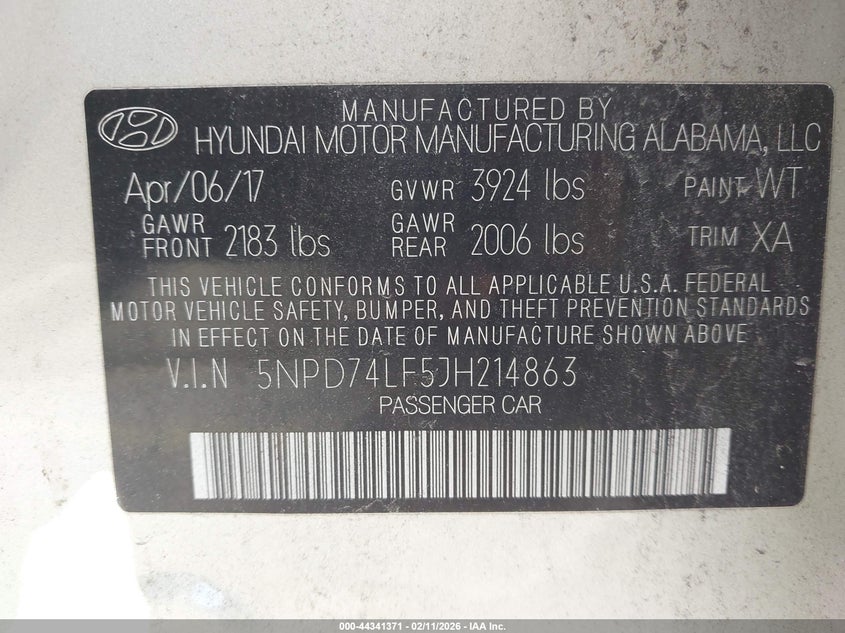 MANUFACTURED BY
HYUNDAI MOTOR MANUFACTURING ALABAMA, LLC
Apr/06/17 GVWR 3924 lbs PAINT WT
GAWR FRONT 2183 lbs GAWR REAR 2006 lbs TRIM XA
THIS VEHICLE CONFORMS TO ALL APPLICABLE U.S.A. FEDERAL
MOTOR VEHICLE SAFETY, BUMPER, AND THEFT PREVENTION STANDARDS
IN EFFECT ON THE DATE OF MANUFACTURE SHOWN ABOVE
V.I.N 5NPD74LF5JH214863
PASSENGER CAR
000-44341371 - 02/11/2026 - IAA Inc.